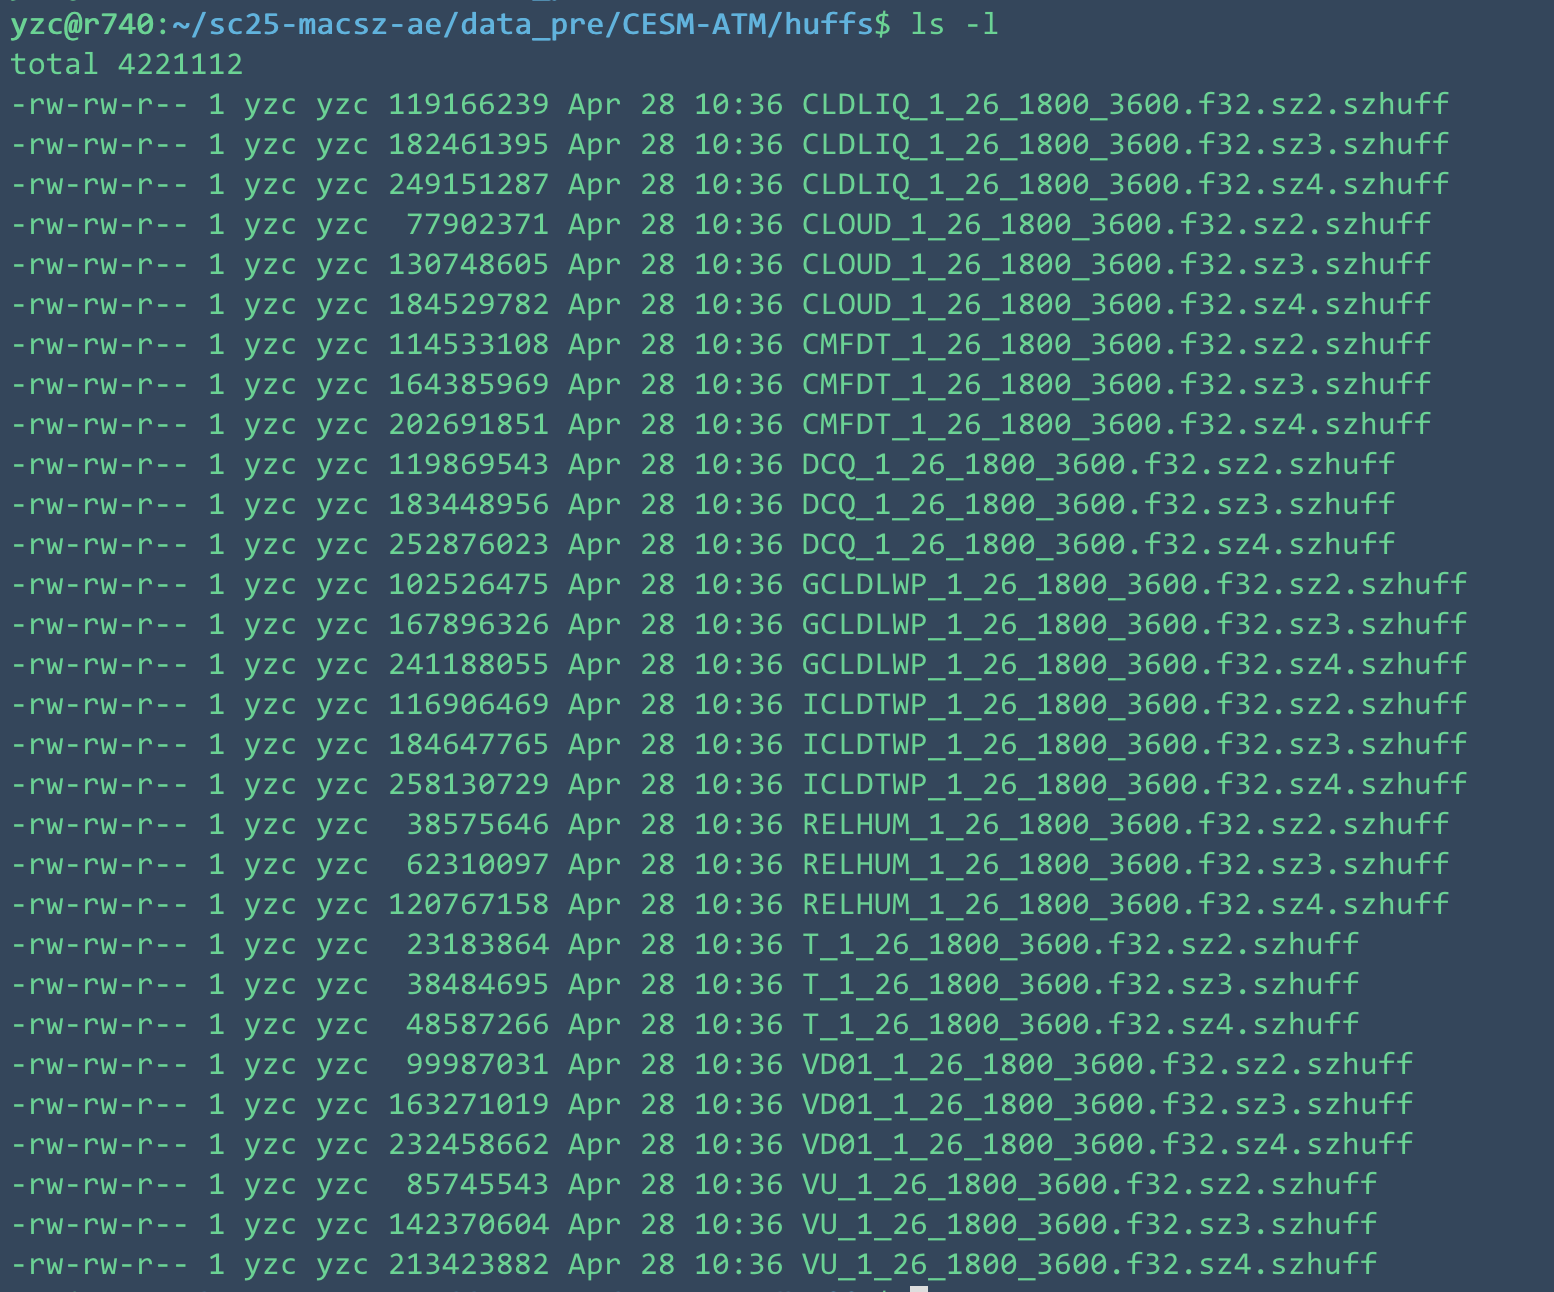 yzc@r740:~/sc25-macsz-ae/data_pre/CESM-ATM/huffs$ ls -l
total 4221112
-rw-rw-r-- 1 yzc yzc 119166239 Apr 28 10:36 CLDLIQ_1_26_1800_3600.f32.sz2.szhuff
-rw-rw-r-- 1 yzc yzc 182461395 Apr 28 10:36 CLDLIQ_1_26_1800_3600.f32.sz3.szhuff
-rw-rw-r-- 1 yzc yzc 249151287 Apr 28 10:36 CLDLIQ_1_26_1800_3600.f32.sz4.szhuff
-rw-rw-r-- 1 yzc yzc  77902371 Apr 28 10:36 CLOUD_1_26_1800_3600.f32.sz2.szhuff
-rw-rw-r-- 1 yzc yzc 130748605 Apr 28 10:36 CLOUD_1_26_1800_3600.f32.sz3.szhuff
-rw-rw-r-- 1 yzc yzc 184529782 Apr 28 10:36 CLOUD_1_26_1800_3600.f32.sz4.szhuff
-rw-rw-r-- 1 yzc yzc 114533108 Apr 28 10:36 CMFDT_1_26_1800_3600.f32.sz2.szhuff
-rw-rw-r-- 1 yzc yzc 164385969 Apr 28 10:36 CMFDT_1_26_1800_3600.f32.sz3.szhuff
-rw-rw-r-- 1 yzc yzc 202691851 Apr 28 10:36 CMFDT_1_26_1800_3600.f32.sz4.szhuff
-rw-rw-r-- 1 yzc yzc 119869543 Apr 28 10:36 DCQ_1_26_1800_3600.f32.sz2.szhuff
-rw-rw-r-- 1 yzc yzc 183448956 Apr 28 10:36 DCQ_1_26_1800_3600.f32.sz3.szhuff
-rw-rw-r-- 1 yzc yzc 252876023 Apr 28 10:36 DCQ_1_26_1800_3600.f32.sz4.szhuff
-rw-rw-r-- 1 yzc yzc 102526475 Apr 28 10:36 GCLDLWP_1_26_1800_3600.f32.sz2.szhuff
-rw-rw-r-- 1 yzc yzc 167896326 Apr 28 10:36 GCLDLWP_1_26_1800_3600.f32.sz3.szhuff
-rw-rw-r-- 1 yzc yzc 241188055 Apr 28 10:36 GCLDLWP_1_26_1800_3600.f32.sz4.szhuff
-rw-rw-r-- 1 yzc yzc 116906469 Apr 28 10:36 ICLDTWP_1_26_1800_3600.f32.sz2.szhuff
-rw-rw-r-- 1 yzc yzc 184647765 Apr 28 10:36 ICLDTWP_1_26_1800_3600.f32.sz3.szhuff
-rw-rw-r-- 1 yzc yzc 258130729 Apr 28 10:36 ICLDTWP_1_26_1800_3600.f32.sz4.szhuff
-rw-rw-r-- 1 yzc yzc  38575646 Apr 28 10:36 RELHUM_1_26_1800_3600.f32.sz2.szhuff
-rw-rw-r-- 1 yzc yzc  62310097 Apr 28 10:36 RELHUM_1_26_1800_3600.f32.sz3.szhuff
-rw-rw-r-- 1 yzc yzc 120767158 Apr 28 10:36 RELHUM_1_26_1800_3600.f32.sz4.szhuff
-rw-rw-r-- 1 yzc yzc  23183864 Apr 28 10:36 T_1_26_1800_3600.f32.sz2.szhuff
-rw-rw-r-- 1 yzc yzc  38484695 Apr 28 10:36 T_1_26_1800_3600.f32.sz3.szhuff
-rw-rw-r-- 1 yzc yzc  48587266 Apr 28 10:36 T_1_26_1800_3600.f32.sz4.szhuff
-rw-rw-r-- 1 yzc yzc  99987031 Apr 28 10:36 VD01_1_26_1800_3600.f32.sz2.szhuff
-rw-rw-r-- 1 yzc yzc 163271019 Apr 28 10:36 VD01_1_26_1800_3600.f32.sz3.szhuff
-rw-rw-r-- 1 yzc yzc 232458662 Apr 28 10:36 VD01_1_26_1800_3600.f32.sz4.szhuff
-rw-rw-r-- 1 yzc yzc  85745543 Apr 28 10:36 VU_1_26_1800_3600.f32.sz2.szhuff
-rw-rw-r-- 1 yzc yzc 142370604 Apr 28 10:36 VU_1_26_1800_3600.f32.sz3.szhuff
-rw-rw-r-- 1 yzc yzc 213423882 Apr 28 10:36 VU_1_26_1800_3600.f32.sz4.szhuff